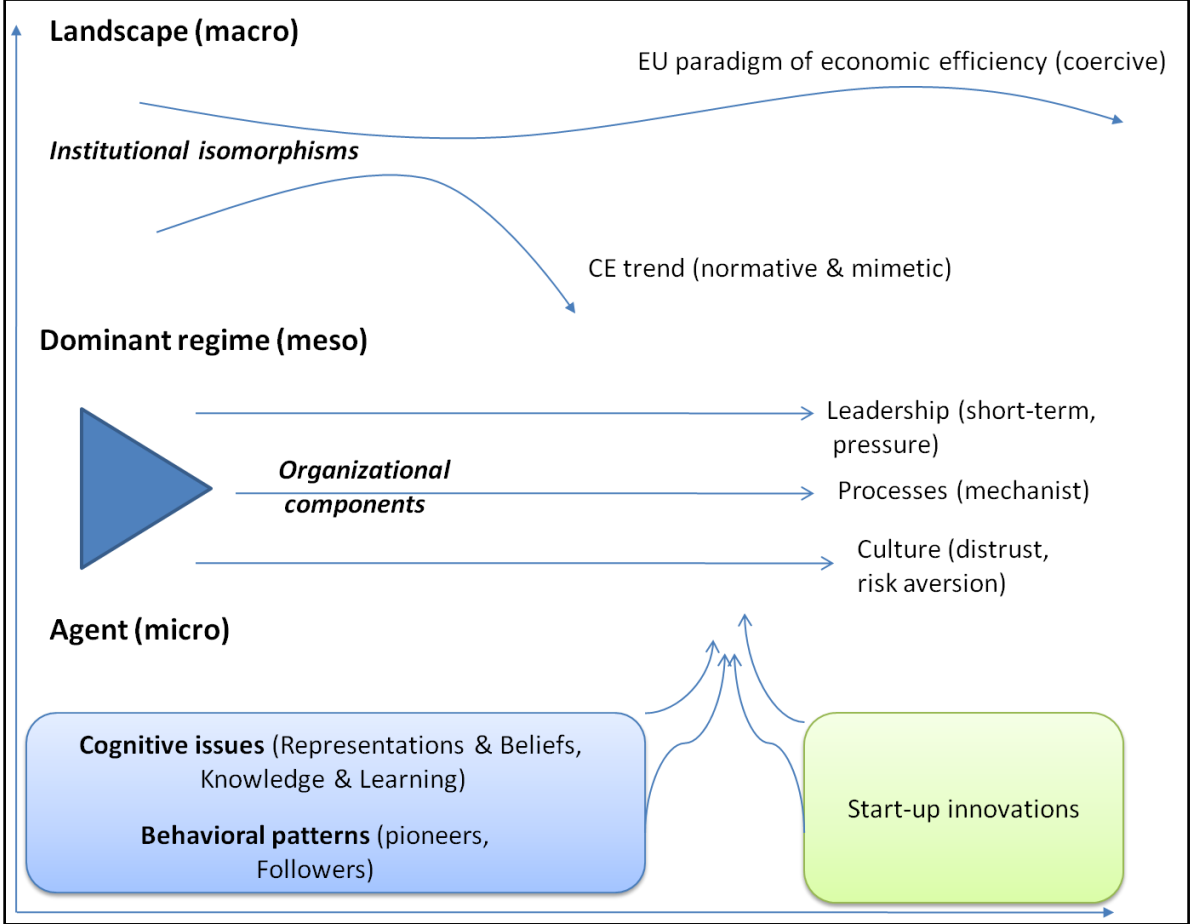 Landscape (macro)
EU paradigm of economic efficiency (coercive)
Institutional isomorphisms
CE trend (normative & mimetic)
Dominant regime (meso)
Leadership (short-term,
pressure)
Organizational
components
Processes (mechanist)
Culture (distrust,
risk aversion)
Agent (micro)
Cognitive issues (Representations & Beliefs,
Knowledge & Learning)
Behavioral patterns (pioneers,
Followers)
Start-up innovations